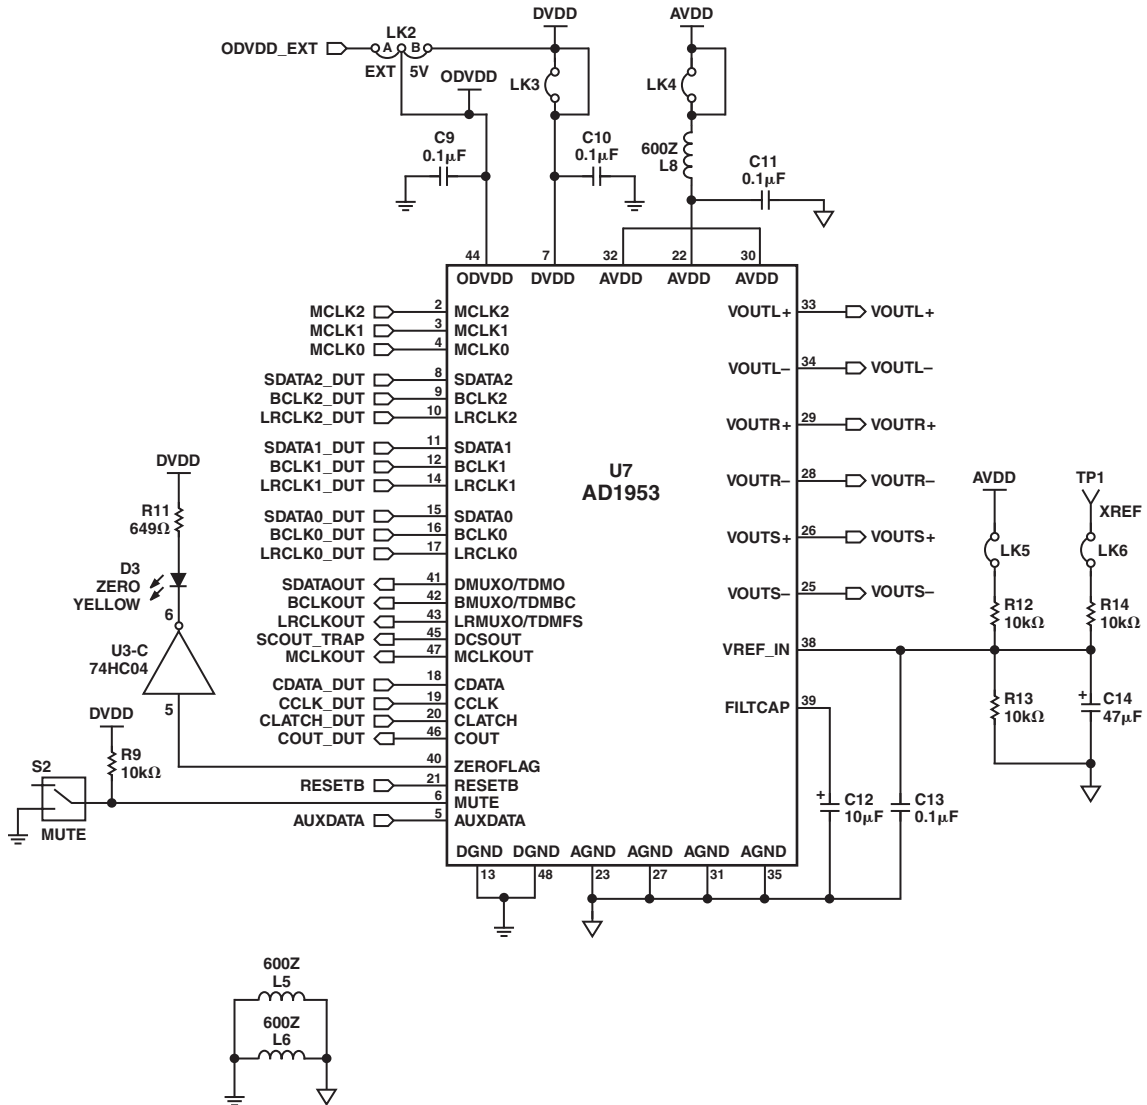 DVDD
AVDD
LK2
ODVDD_EXT
A
B
EXT
5V
ODVDD
LK3
LK4
C9
0.1μF
C10
0.1μF
600Z
L8
C11
0.1μF
44
7
32
22
30
ODVDD
DVDD
AVDD
AVDD
AVDD
MCLK2
2
MCLK2
MCLK1
3
MCLK1
MCLK0
4
MCLK0
SDATA2_DUT
8
SDATA2
BCLK2_DUT
9
BCLK2
LRCLK2_DUT
10
LRCLK2
SDATA1_DUT
11
SDATA1
BCLK1_DUT
12
BCLK1
LRCLK1_DUT
14
LRCLK1
SDATA0_DUT
15
SDATA0
BCLK0_DUT
16
BCLK0
LRCLK0_DUT
17
LRCLK0
SDATAOUT
41
DMUXO/TDMO
BCLKOUT
42
BMUXO/TDMBC
LRCLKOUT
43
LRMUXO/TDMFS
SCOUT_TRAP
45
DCSOUT
MCLKOUT
47
MCLKOUT
CDATA_DUT
18
CDATA
CCLK_DUT
19
CCLK
CLATCH_DUT
20
CLATCH
COUT_DUT
46
COUT
40
ZEROFLAG
RESETB
21
RESETB
6
MUTE
AUXDATA
5
AUXDATA
U7
AD1953
VOUTL+
33
VOUTL+
VOUTL–
34
VOUTL–
VOUTR+
29
VOUTR+
VOUTR–
28
VOUTR–
VOUTS+
26
VOUTS+
VOUTS–
25
VOUTS–
VREF_IN
38
FILTCAP
39
DVDD
R11
649Ω
D3
ZERO
YELLOW
6
U3-C
74HC04
5
DVDD
R9
10kΩ
S2
MUTE
AVDD
TP1
XREF
LK5
LK6
R12
10kΩ
R14
10kΩ
R13
10kΩ
+
C14
47μF
+
C12
10μF
C13
0.1μF
DGND
DGND
AGND
AGND
AGND
AGND
13
48
23
27
31
35
600Z
L5
600Z
L6